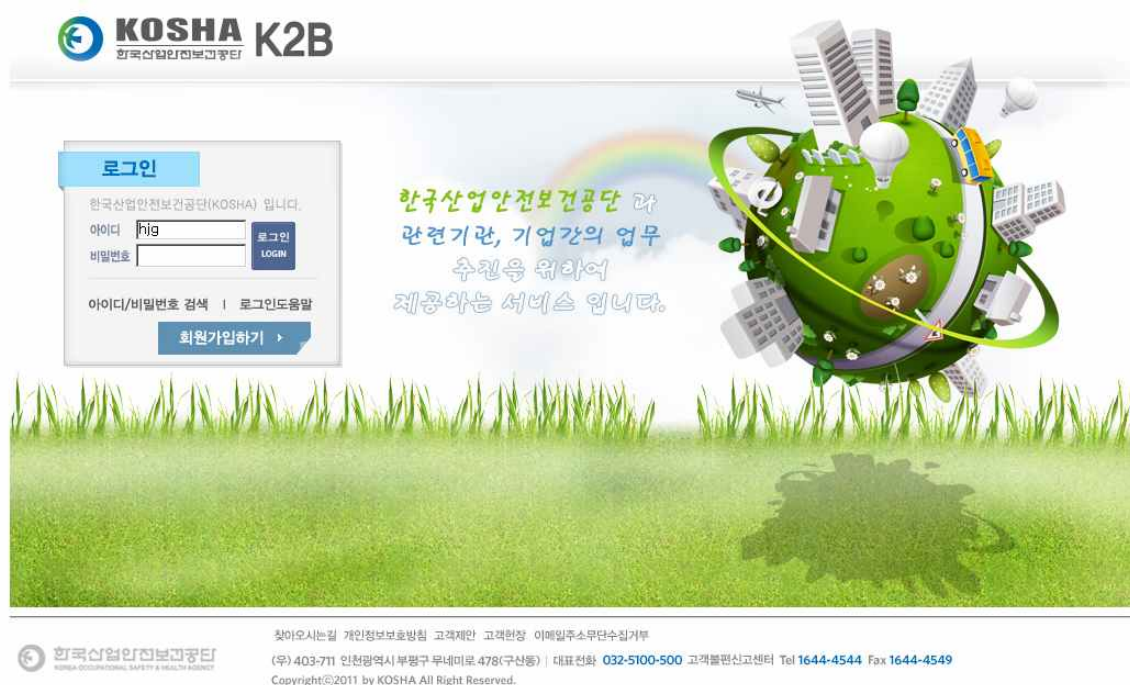 KOSHA
한국산업안전보건공단
K2B
로그인
한국산업안전보건공단(KOSHA) 입니다.
아이디 hjg
비밀번호
로그인
LOGIN
아이디/비밀번호 검색 | 로그인도움말
회원가입하기
한국산업안전보건공단 과
관련기관, 기업간의 업무
추진을 위하여
제공하는 서비스 입니다.
찾아오시는길 개인정보보호방침 고객제안 고객헌장 이메일주소무단수집거부
한국산업안전보건공단
KOREA OCCUPATIONAL SAFETY & HEALTH AGENCY
(우) 403-711 인천광역시 부평구 무네미로 478(구산동) | 대표전화 032-5100-500 고객불편신고센터 Tel 1644-4544 Fax 1644-4549
Copyright©2011 by KOSHA All Right Reserved.